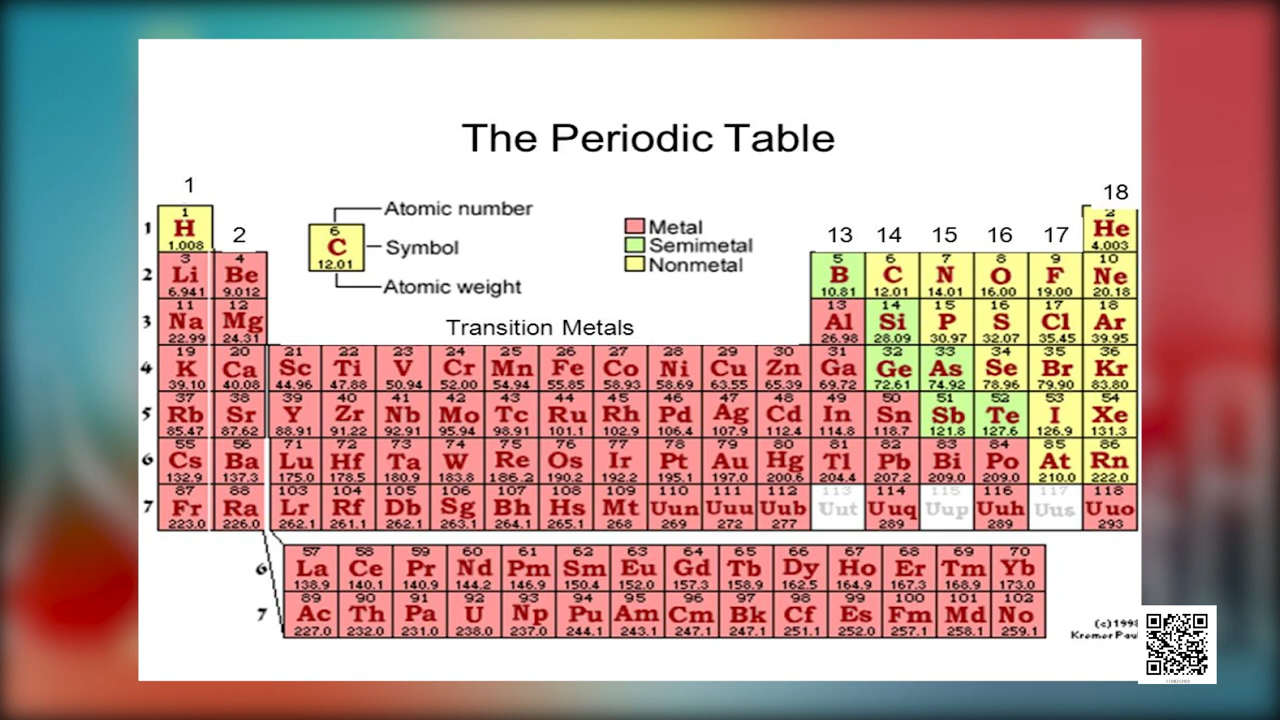 The Periodic Table
1 18
Atomic number
1 2
1 H 2 6 Metal 13 14 15 16 17 He
1.008 C Symbol Semimetal 4.003
3 4 12.01 Nonmetal 5 6 7 8 9 10
2 Li Be Atomic weight B C N O F Ne
6.941 9.012 10.81 12.01 14.01 16.00 19.00 20.18
11 12 13 14 15 16 17 18
3 Na Mg Transition Metals Al Si P S Cl Ar
22.99 24.31 26.98 28.09 30.97 32.07 35.45 39.95
19 20 21 22 23 24 25 26 27 28 29 30 31 32 33 34 35 36
4 K Ca Sc Ti V Cr Mn Fe Co Ni Cu Zn Ga Ge As Se Br Kr
39.10 40.08 44.96 47.88 50.94 52.00 54.94 55.85 58.93 58.69 63.55 65.39 69.72 72.61 74.92 78.96 79.90 83.80
37 38 39 40 41 42 43 44 45 46 47 48 49 50 51 52 53 54
5 Rb Sr Y Zr Nb Mo Tc Ru Rh Pd Ag Cd In Sn Sb Te I Xe
85.47 87.62 88.91 91.22 92.91 95.94 98.91 101.1 102.9 106.4 107.9 112.4 114.8 118.7 121.8 127.6 126.9 131.3
55 56 71 72 73 74 75 76 77 78 79 80 81 82 83 84 85 86
6 Cs Ba Lu Hf Ta W Re Os Ir Pt Au Hg Tl Pb Bi Po At Rn
132.9 137.3 175.0 178.5 180.9 183.8 186.2 190.2 192.2 195.1 197.0 200.6 204.4 207.2 209.0 209.0 210.0 222.0
87 88 103 104 105 106 107 108 109 110 111 112 113 114 115 116 117 118
7 Fr Ra Lr Rf Db Sg Bh Hs Mt Uun Uuu Uub Uut Uuq Uup Uuh Uus Uuo
223.0 226.0 262.1 261.1 262.1 263.1 264.1 265.1 268 269 272 277 289 289 293
57 58 59 60 61 62 63 64 65 66 67 68 69 70
6 La Ce Pr Nd Pm Sm Eu Gd Tb Dy Ho Er Tm Yb
138.9 140.1 140.9 144.2 146.9 150.4 152.0 157.3 158.9 162.5 164.9 167.3 168.9 173.0
89 90 91 92 93 94 95 96 97 98 99 100 101 102
7 Ac Th Pa U Np Pu Am Cm Bk Cf Es Fm Md No
227.0 232.0 231.0 238.0 237.0 244.1 243.1 247.1 247.1 251.1 252.0 257.1 258.1 259.1
(c)199
Kremer Pau